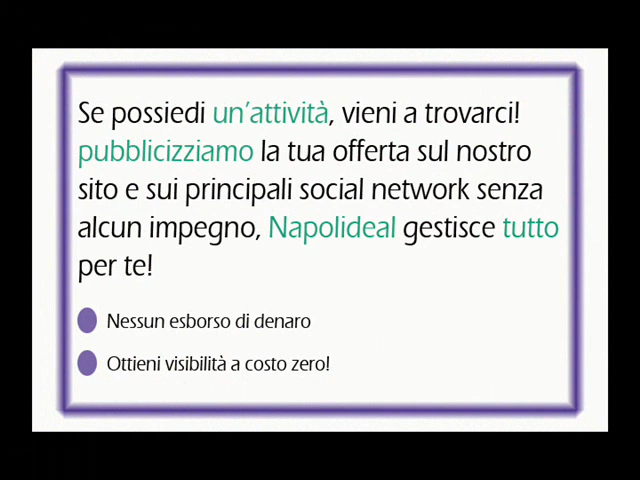 Se possiedi un'attività, vieni a trovarci!
pubblicizziamo la tua offerta sul nostro
sito e sui principali social network senza
alcun impegno, Napolideal gestisce tutto
per te!
Nessun esborso di denaro
Ottieni visibilità a costo zero!